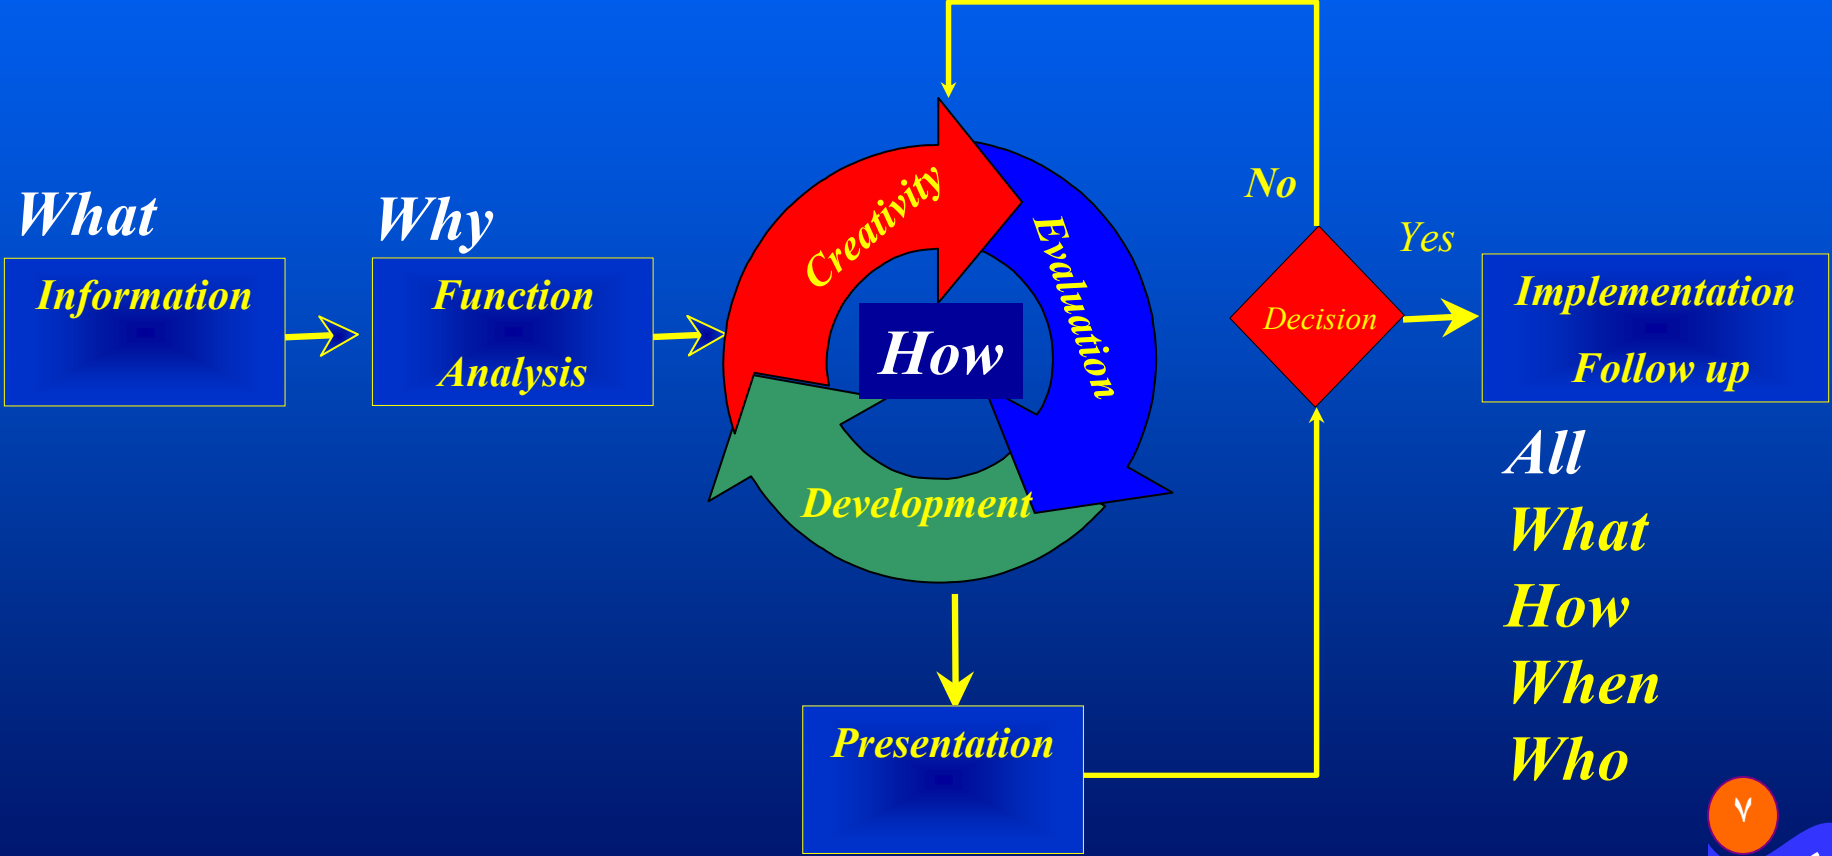 What
Information
Why
Function
Analysis
Creativity
Evaluation
Development
How
Presentation
No
Decision
Yes
Implementation
Follow up
All
What
How
When
Who
٧